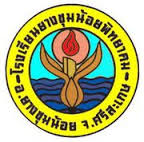 โรงเรียนยางชุมน้อยพิทยาคม
อ.ยางชุมน้อย จ.ศรีสะเกษ